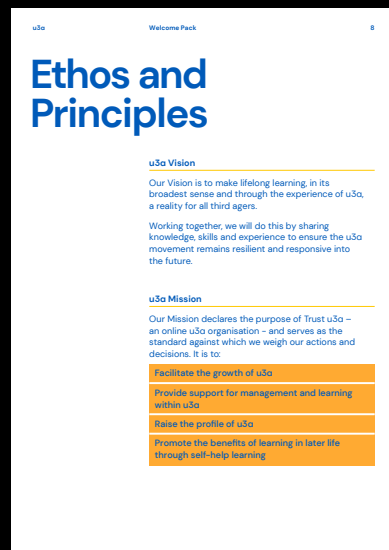 u3a Welcome Pack 6
Ethos and
Principles
u3a Vision
Our Vision is to make lifelong learning, in its
broadest sense and through the experience of u3a,
a reality for all third agers.
Working together, we will do this by sharing
knowledge, skills and experience to ensure the u3a
movement remains resilient and responsive into
the future.
u3a Mission
Our Mission declares the purpose of Trust u3a –
an online u3a organisation - and serves as the
standard against which we weigh our actions and
decisions. It is to:
Facilitate the growth of u3a
Provide support for management and learning
within u3a
Raise the profile of u3a
Promote the benefits of learning in later life
through self-help learning